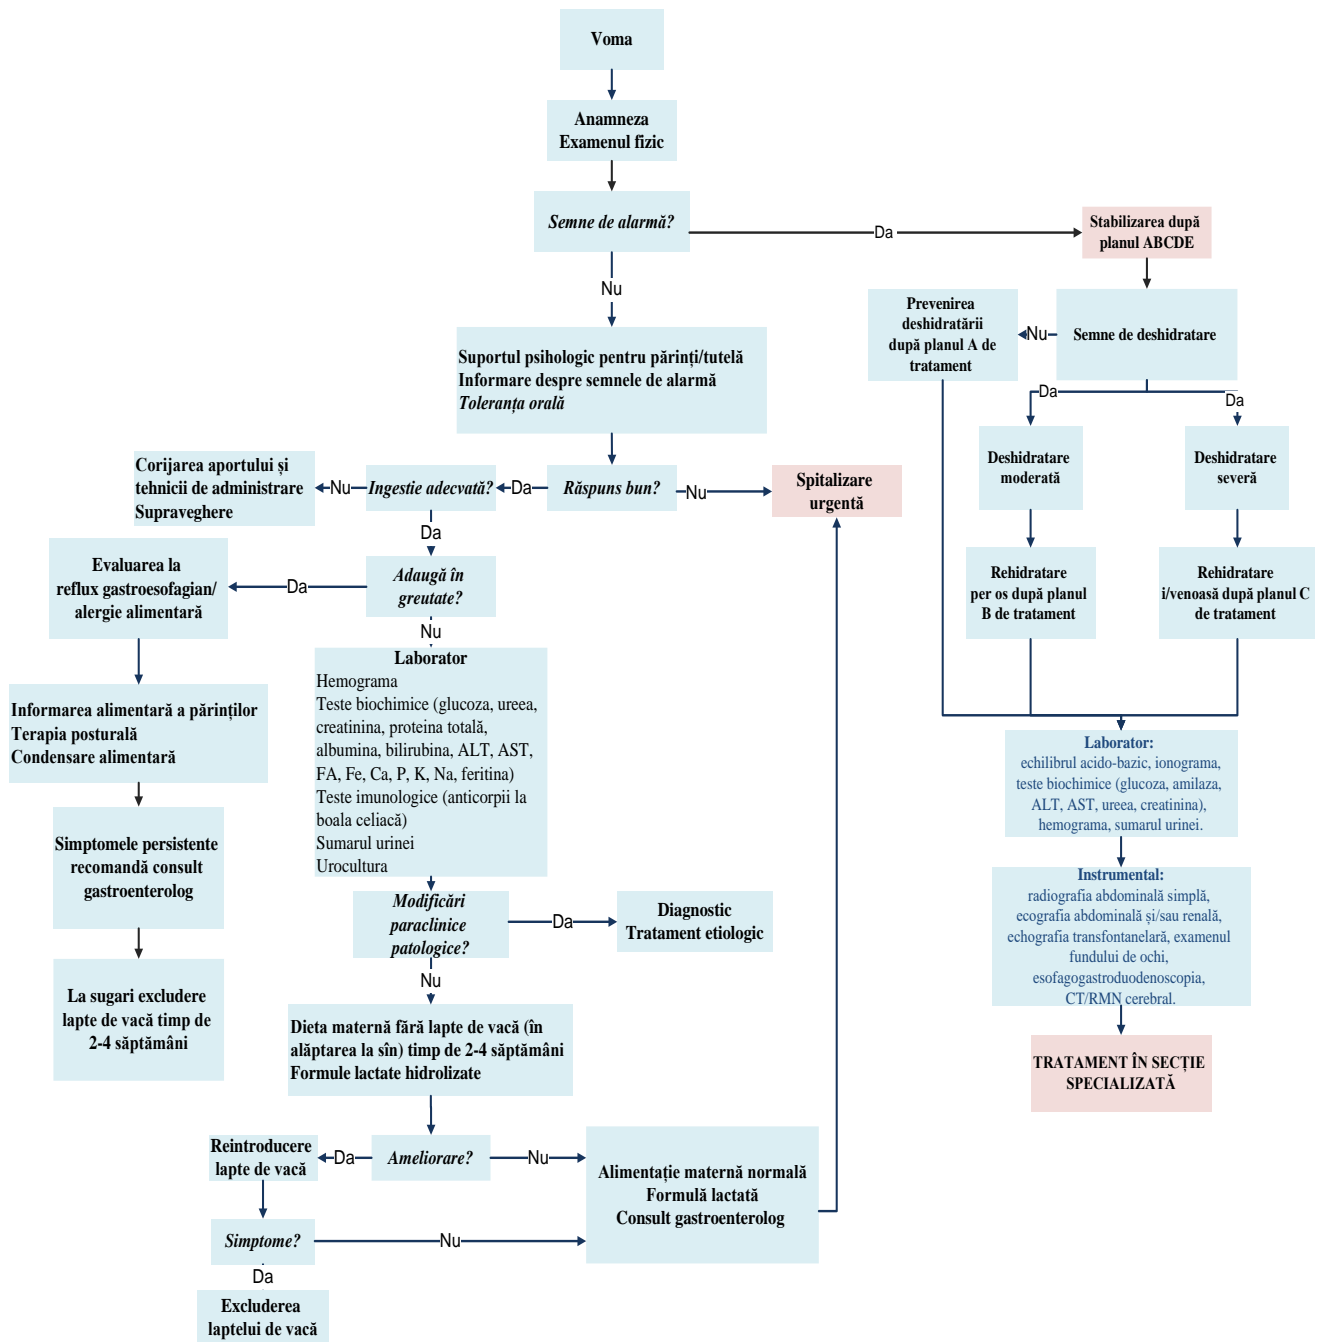 Voma
Anamneza
Examenul fizic
Semne de alarmă?
Da
Stabilizarea după
planul ABCDE
Nu
Prevenirea
deshidratării
după planul A de
tratament
Nu
Semne de deshidratare
Suportul psihologic pentru părinți/tutelă
Informare despre semnele de alarmă
Toleranța orală
Da
Da
Deshidratare
moderată
Deshidratare
severă
Corijarea aportului și
tehnicii de administrare
Supraveghere
Nu
Ingestie adecvată?
Da
Răspuns bun?
Nu
Spitalizare
urgentă
Da
Evaluarea la
reflux gastroesofagian/
alergie alimentară
Da
Adaugă în
greutate?
Rehidratare
per os după planul
B de tratament
Rehidratare
i/venoasă după planul C
de tratament
Nu
Laborator
Hemograma
Teste biochimice (glucoza, ureea,
creatinina, proteina totală,
albumina, bilirubina, ALT, AST,
FA, Fe, Ca, P, K, Na, feritina)
Teste imunologice (anticorpii la
boala celiacă)
Sumarul urinei
Urocultura
Informarea alimentară a părinților
Terapia posturală
Condensare alimentară
Laborator:
echilibrul acido-bazic, ionograma,
teste biochimice (glucoza, amilaza,
ALT, AST, ureea, creatinina),
hemograma, sumarul urinei.
Simptomele persistente
recomandă consult
gastroenterolog
Instrumental:
radiografia abdominală simplă,
ecografia abdominală și/sau renală,
echografia transfontanelară, examenul
fundului de ochi,
esofagogastroduodenoscopia,
CT/RMN cerebral.
Modificări
paraclinice
patologice?
Da
Diagnostic
Tratament etiologic
Nu
La sugari excludere
lapte de vacă timp de
2-4 săptămâni
Dieta maternă fără lapte de vacă (în
alăptarea la sîn) timp de 2-4 săptămâni
Formule lactate hidrolizate
TRATAMENT ÎN SECȚIE
SPECIALIZATĂ
Reintroducere
lapte de vacă
Da
Ameliorare?
Nu
Alimentație maternă normală
Formulă lactată
Consult gastroenterolog
Simptome?
Nu
Da
Excluderea
laptelui de vacă